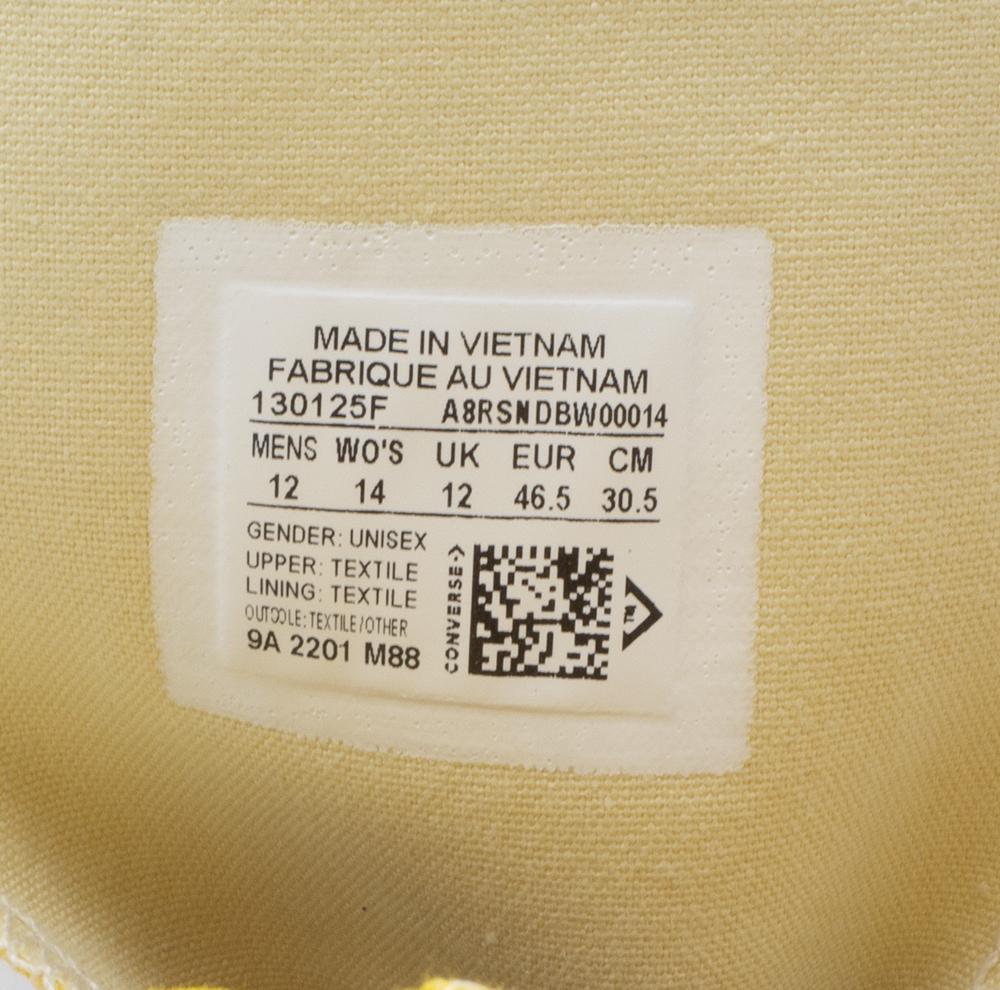 MADE IN VIETNAM
FABRIQUE AU VIETNAM
130125F A8RSNDBW00014
MENS WO'S UK EUR CM
12 14 12 46.5 30.5
GENDER: UNISEX
UPPER: TEXTILE
LINING: TEXTILE
OUTSOLE: TEXTILE/OTHER
9A 2201 M88
CONVERSE
TM